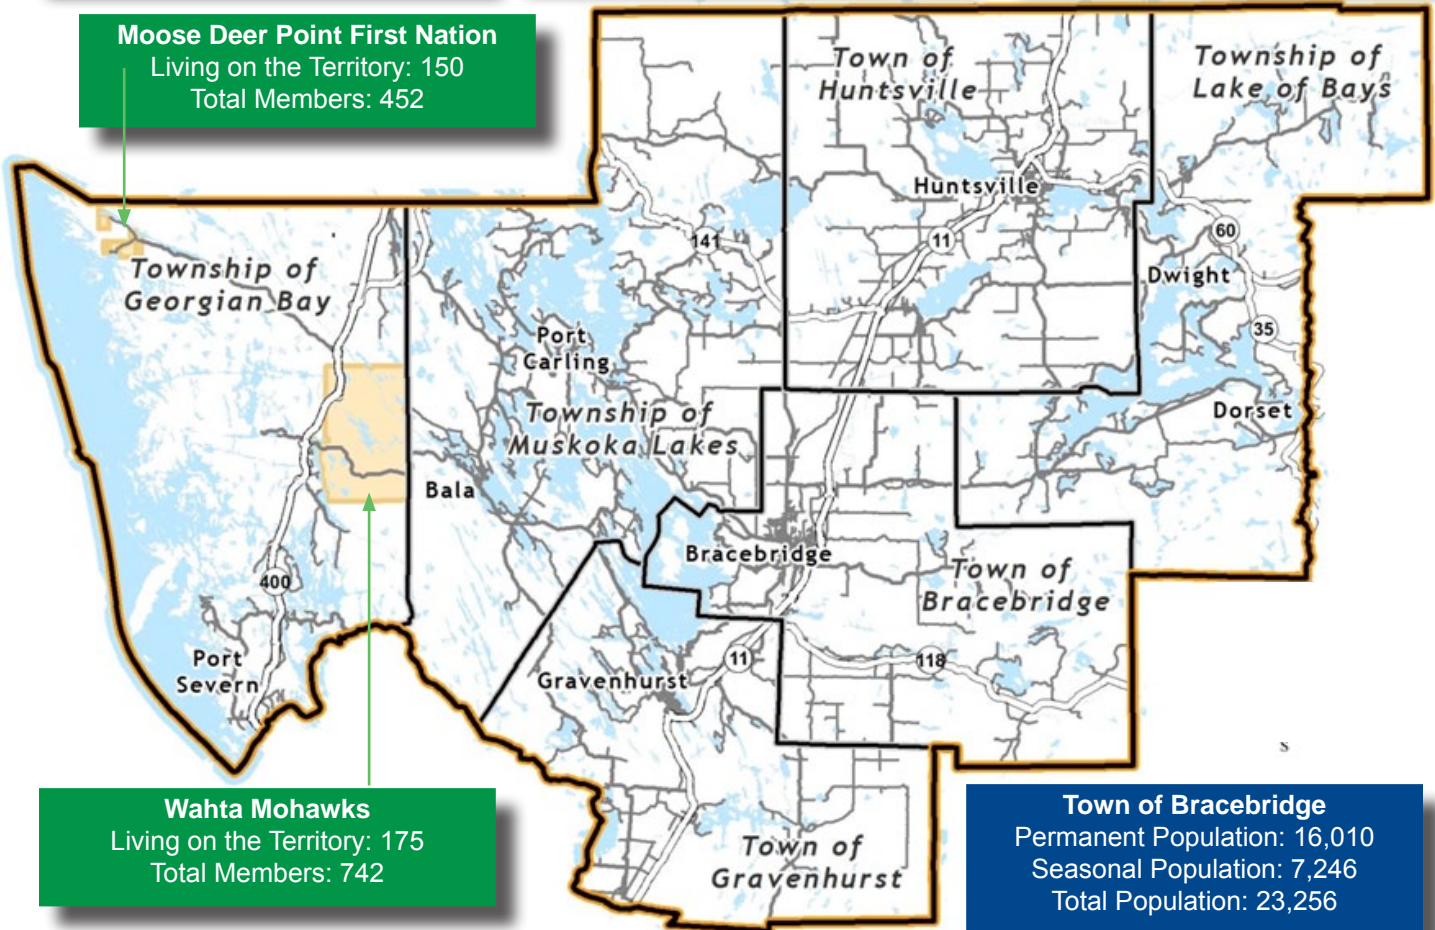 Moose Deer Point First Nation
Living on the Territory: 150
Total Members: 452
Town of
Huntsville
Township of
Lake of Bays
Huntsville
141
11
60
Township of
Georgian Bay
Dwight
35
Port
Carling
Township of
Muskoka Lakes
Dorset
Bala
Bracebridge
Town of
Bracebridge
400
Port
Severn
Gravenhurst
11
118
s
Town of
Gravenhurst
Wahta Mohawks
Living on the Territory: 175
Total Members: 742
Town of Bracebridge
Permanent Population: 16,010
Seasonal Population: 7,246
Total Population: 23,256